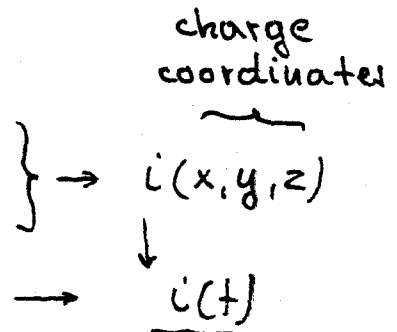 charge
coordinates
} → i(x,y,z)
↓
→ i(t)